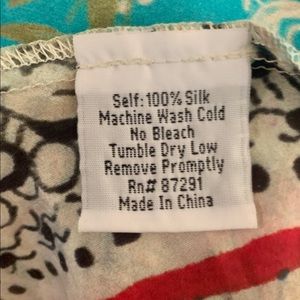 Self: 100% Silk
Machine Wash Cold
No Bleach
Tumble Dry Low
Remove Promptly
Rn# 87291
Made In China